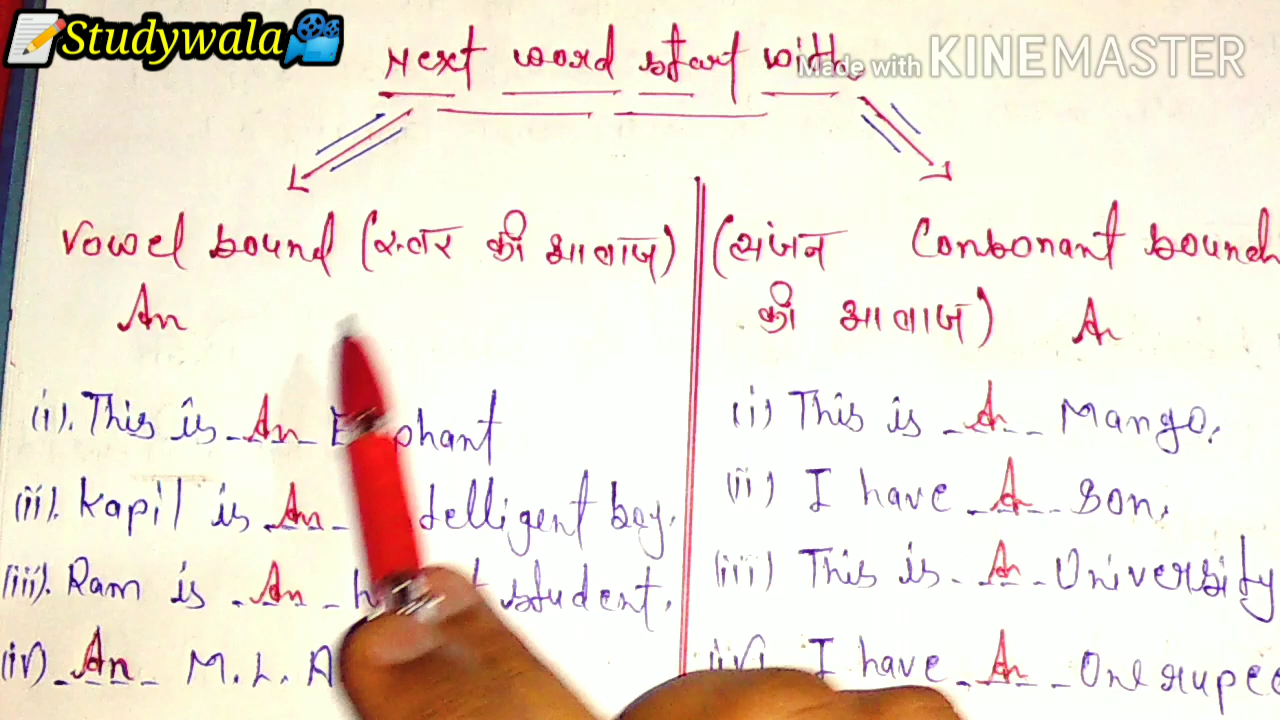 Studywala
Made with KINEMASTER
Next word start with
Vowel sound (स्वर की आवाज)
An
(i). This is An
(ii). Kapil is An boy.
(iii). Ram is An student.
(iv). An M.L.A
(व्यंजन Consonant sound
की आवाज)
(i) This is Mango.
(ii) I have A son.
(iii) This is University
(iv). I have One rupee